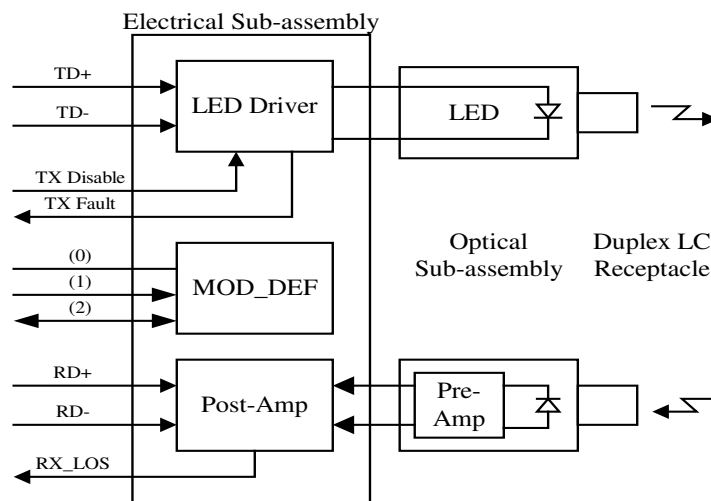 Electrical Sub-assembly
TD+
TD-
LED Driver
LED
TX Disable
TX Fault
(0)
(1)
(2)
MOD_DEF
Optical
Sub-assembly
Duplex LC
Receptacle
RD+
RD-
Post-Amp
Pre-
Amp
RX_LOS